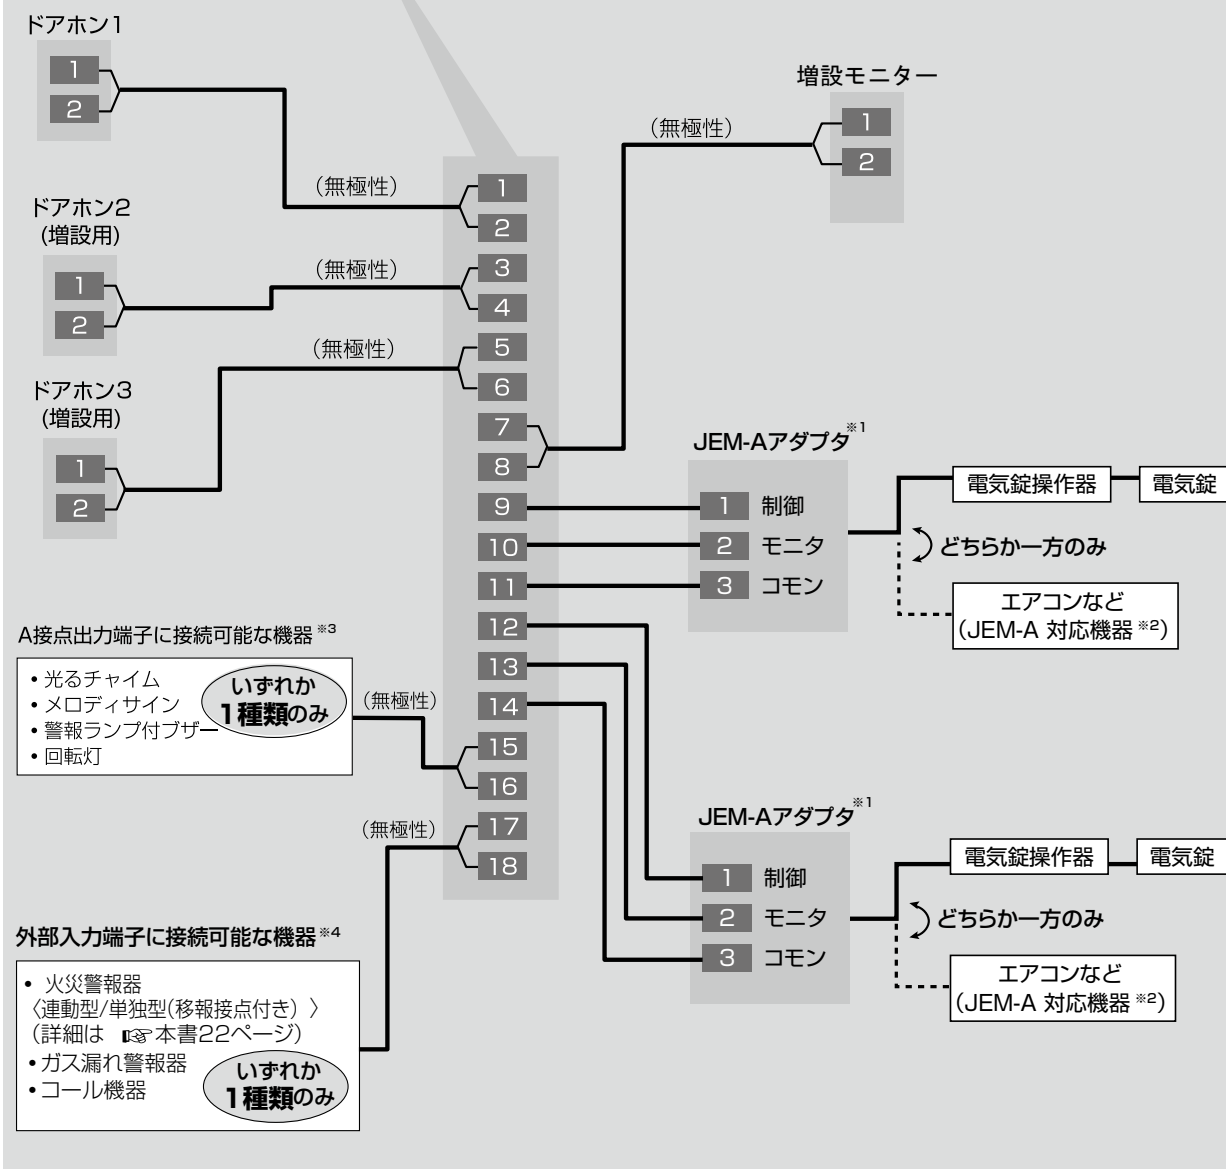 ドアホン1
1
2
(無極性)
ドアホン2
(増設用)
1
2
(無極性)
ドアホン3
(増設用)
1
2
(無極性)
増設モニター
1
2
(無極性)
1
2
3
4
5
6
7
8
9
10
11
12
13
14
15
16
17
18
JEM-Aアダプタ※1
1 制御
2 モニタ
3 コモン
電気錠操作器
電気錠
どちらか一方のみ
エアコンなど
(JEM-A 対応機器※2)
A接点出力端子に接続可能な機器※3
• 光るチャイム
• メロディサイン
• 警報ランプ付ブザー
• 回転灯
いずれか
1種類のみ
(無極性)
JEM-Aアダプタ※1
1 制御
2 モニタ
3 コモン
電気錠操作器
電気錠
どちらか一方のみ
エアコンなど
(JEM-A 対応機器※2)
外部入力端子に接続可能な機器※4
• 火災警報器
〈連動型/単独型(移報接点付き)〉
(詳細は ☞本書22ページ)
• ガス漏れ警報器
• コール機器
いずれか
1種類のみ
(無極性)